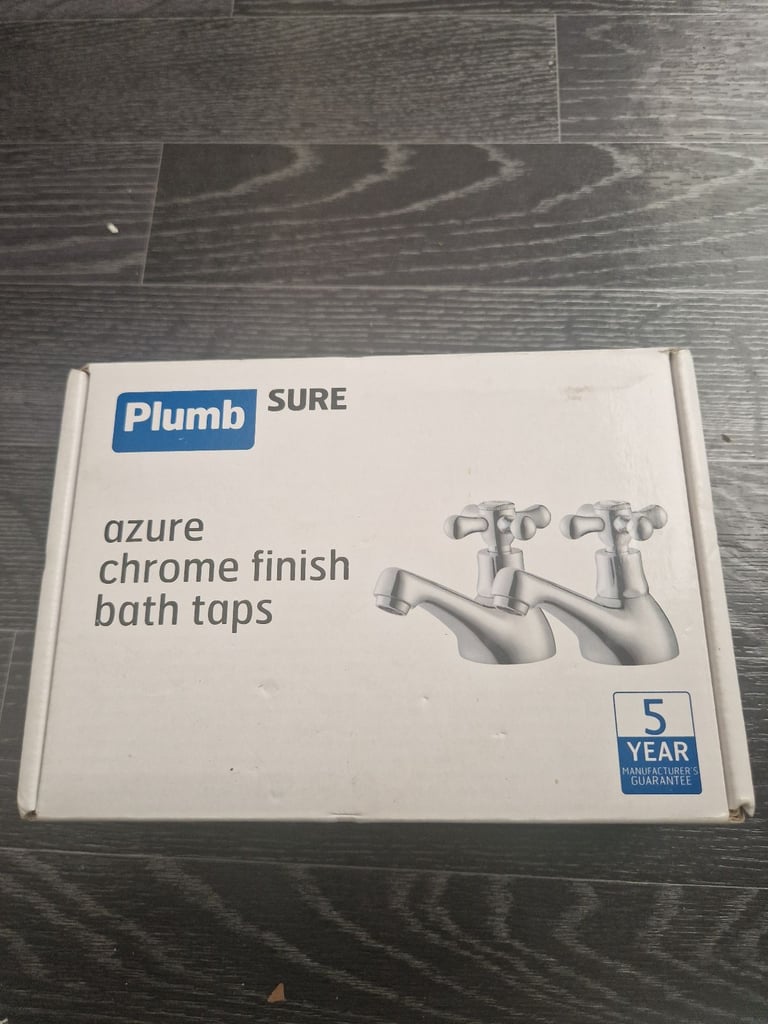 Plumb SURE
azure
chrome finish
bath taps
5
YEAR
MANUFACTURER'S
GUARANTEE